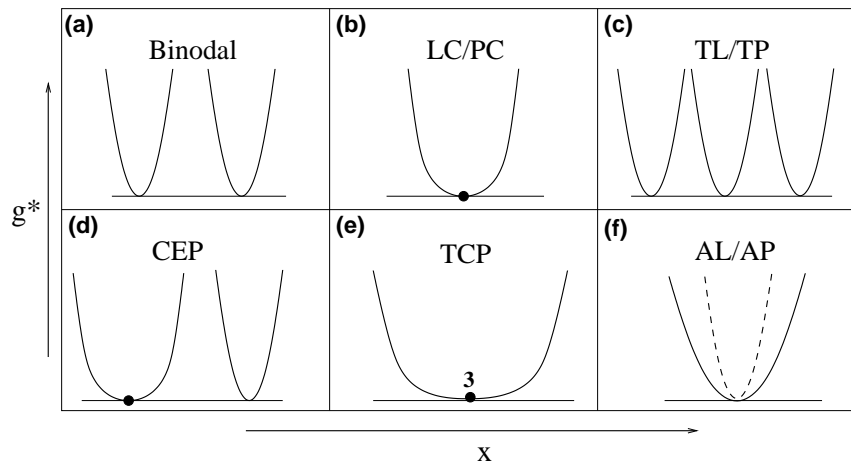 (a)
Binodal
(b)
LC/PC
(c)
TL/TP
g*
(d)
CEP
(e)
TCP
3
(f)
AL/AP
x